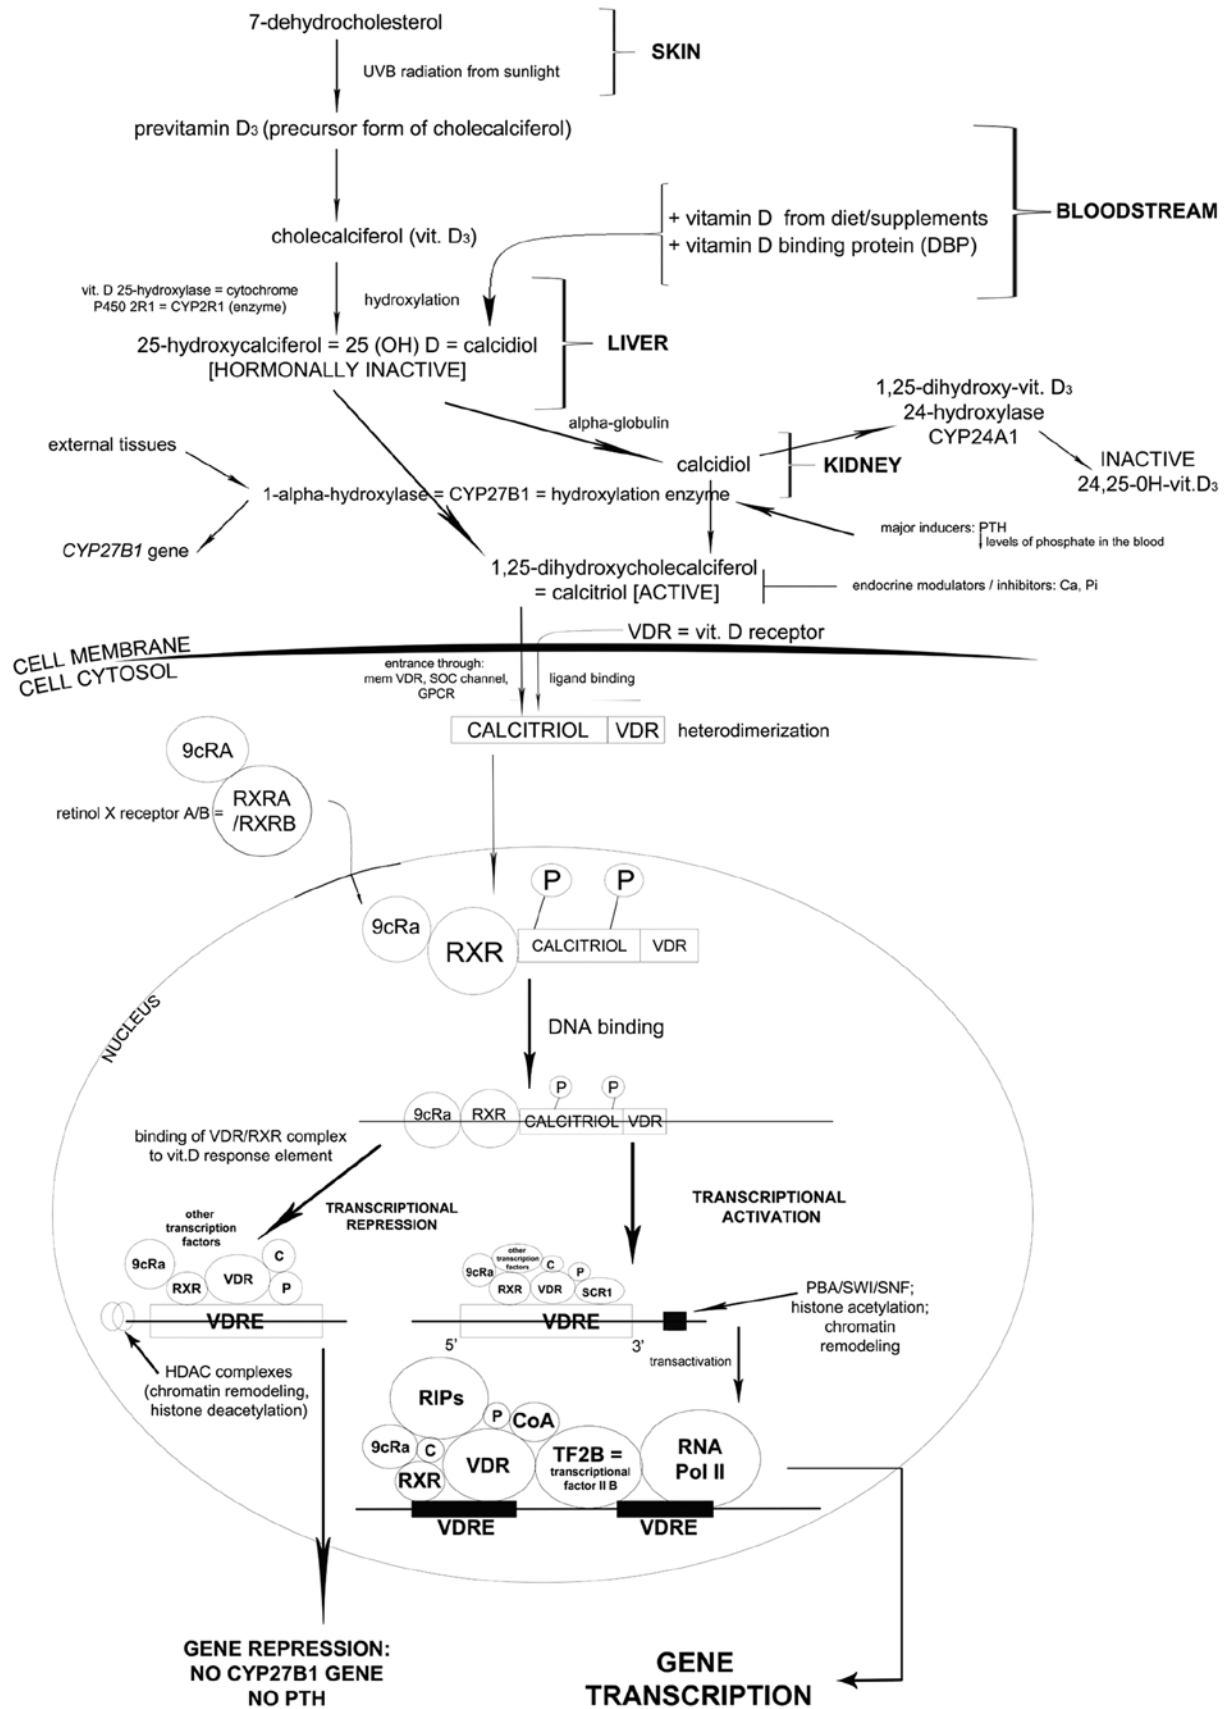 7-dehydrocholesterol
SKIN
UVB radiation from sunlight
previtamin D3 (precursor form of cholecalciferol)
BLOODSTREAM
+ vitamin D from diet/supplements
+ vitamin D binding protein (DBP)
cholecalciferol (vit. D3)
vit. D 25-hydroxylase = cytochrome
P450 2R1 = CYP2R1 (enzyme)
hydroxylation
25-hydroxycalciferol = 25 (OH) D = calcidiol
[HORMONALLY INACTIVE]
LIVER
1,25-dihydroxy-vit. D3
24-hydroxylase
CYP24A1
alpha-globulin
external tissues
calcidiol
KIDNEY
INACTIVE
24,25-0H-vit.D3
1-alpha-hydroxylase = CYP27B1 = hydroxylation enzyme
major inducers: PTH
levels of phosphate in the blood
CYP27B1 gene
1,25-dihydroxycholecalciferol
= calcitriol [ACTIVE]
endocrine modulators / inhibitors: Ca, Pi
VDR = vit. D receptor
CELL MEMBRANE
CELL CYTOSOL
entrance through:
mem VDR, SOC channel,
GPCR
ligand binding
CALCITRIOL VDR
heterodimerization
9cRA
retinol X receptor A/B =
RXRA
/RXRB
P P
9cRa
RXR
CALCITRIOL VDR
NUCLEUS
DNA binding
P P
9cRa RXR CALCITRIOL VDR
binding of VDR/RXR complex
to vit.D response element
TRANSCRIPTIONAL
REPRESSION
TRANSCRIPTIONAL
ACTIVATION
other
transcription
factors
9cRa
RXR
VDR
C
P
VDRE
other
transcription
factors
9cRa
C
P
RXR
VDR
SCR1
VDRE
5'
3'
PBA/SWI/SNF;
histone acetylation;
chromatin
remodeling
transactivation
HDAC complexes
(chromatin remodeling,
histone deacetylation)
RIPs
P
CoA
9cRa
C
RXR
VDR
TF2B =
transcriptional
factor II B
RNA
Pol II
VDRE
VDRE
GENE REPRESSION:
NO CYP27B1 GENE
NO PTH
GENE
TRANSCRIPTION